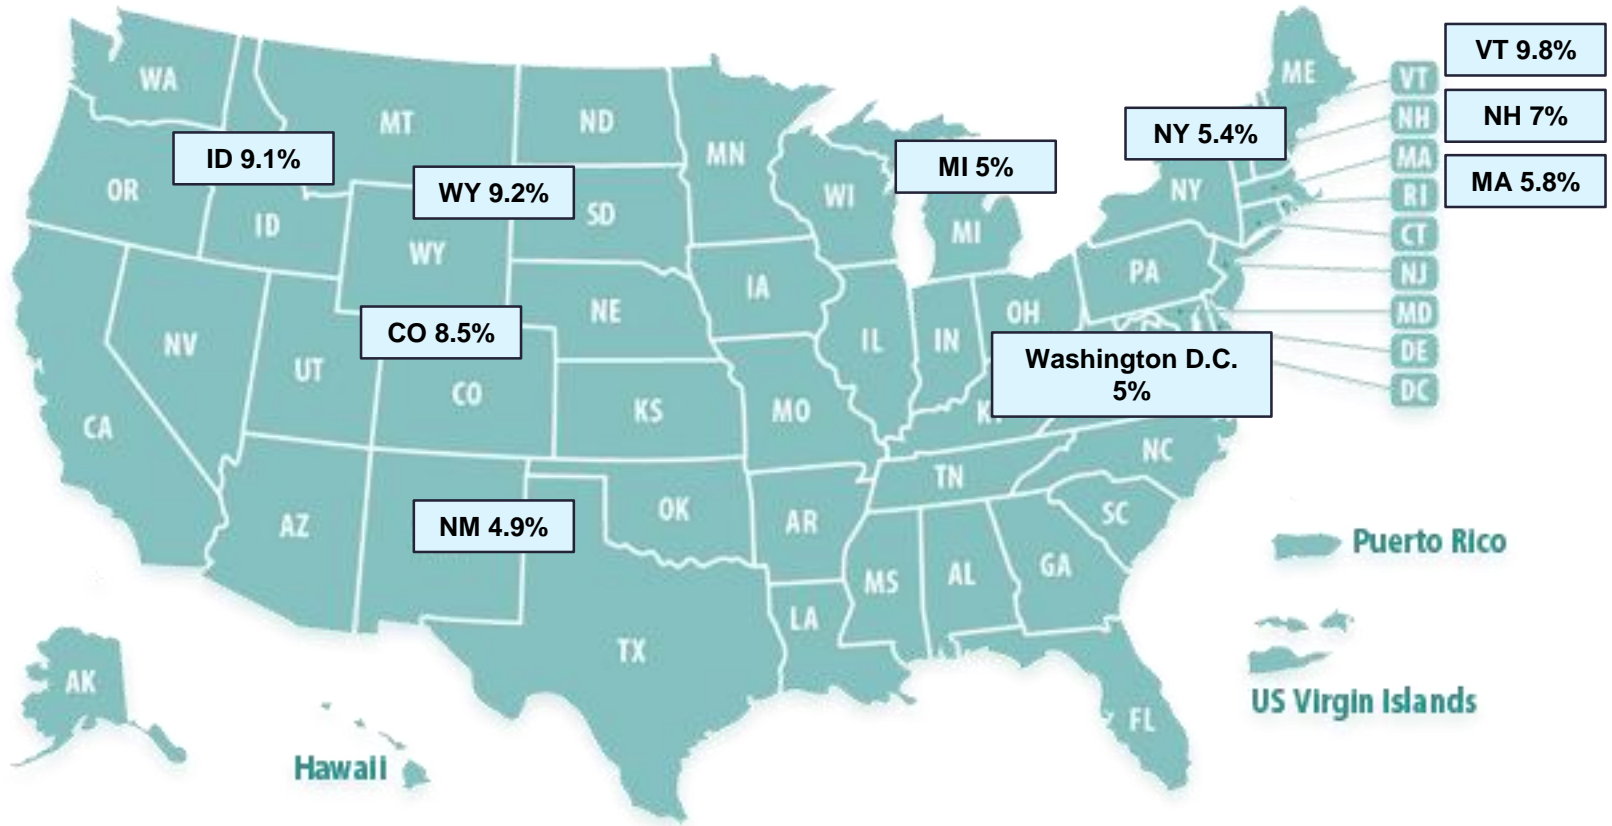 WA
MT
ND
MN
ME
VT
VT 9.8%
NH
NH 7%
NY 5.4%
MA
MA 5.8%
ID 9.1%
WY 9.2%
MI 5%
OR
ID
SD
WI
MI
NY
RI
CT
WY
IA
PA
NJ
NE
OH
MD
CO 8.5%
NV
UT
IL
IN
Washington D.C.
5%
DE
DC
CO
KS
MO
CA
NC
TN
NM 4.9%
AZ
OK
AR
SC
MS
AL
GA
Puerto Rico
LA
TX
AK
FL
US Virgin Islands
Hawaii